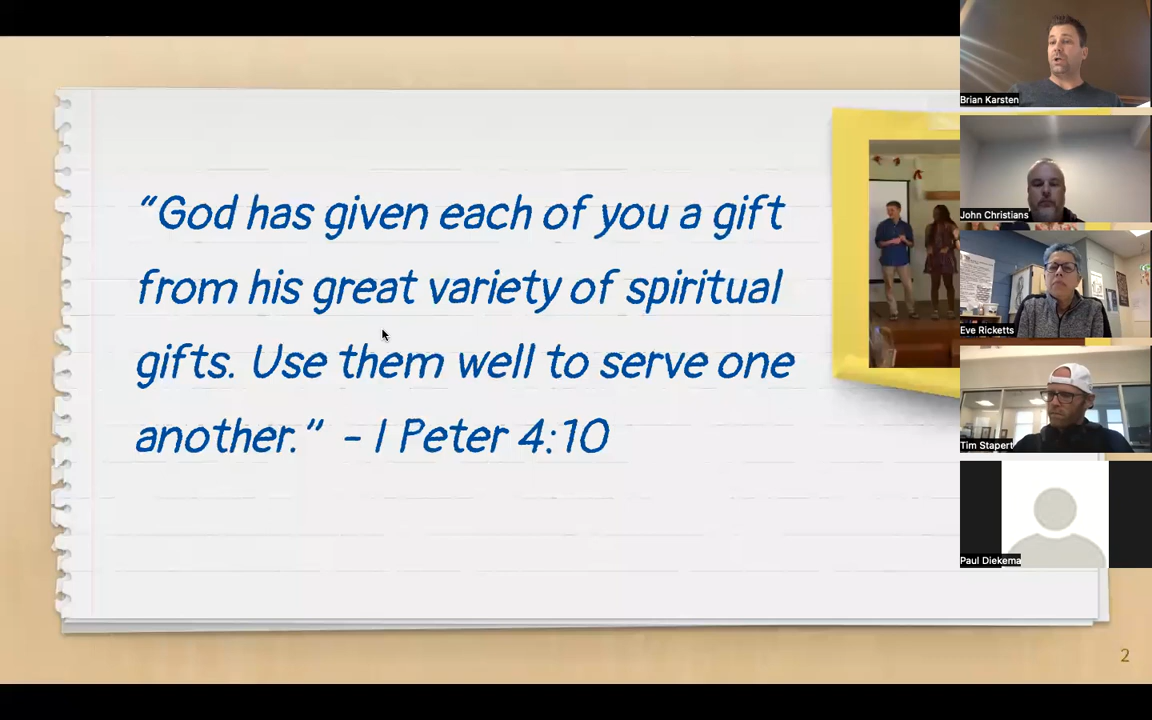 “God has given each of you a gift
from his great variety of spiritual
gifts. Use them well to serve one
another.” - I Peter 4:10
Brian Karsten
John Christians
Eve Ricketts
Tim Stapert
Paul Diekema
2